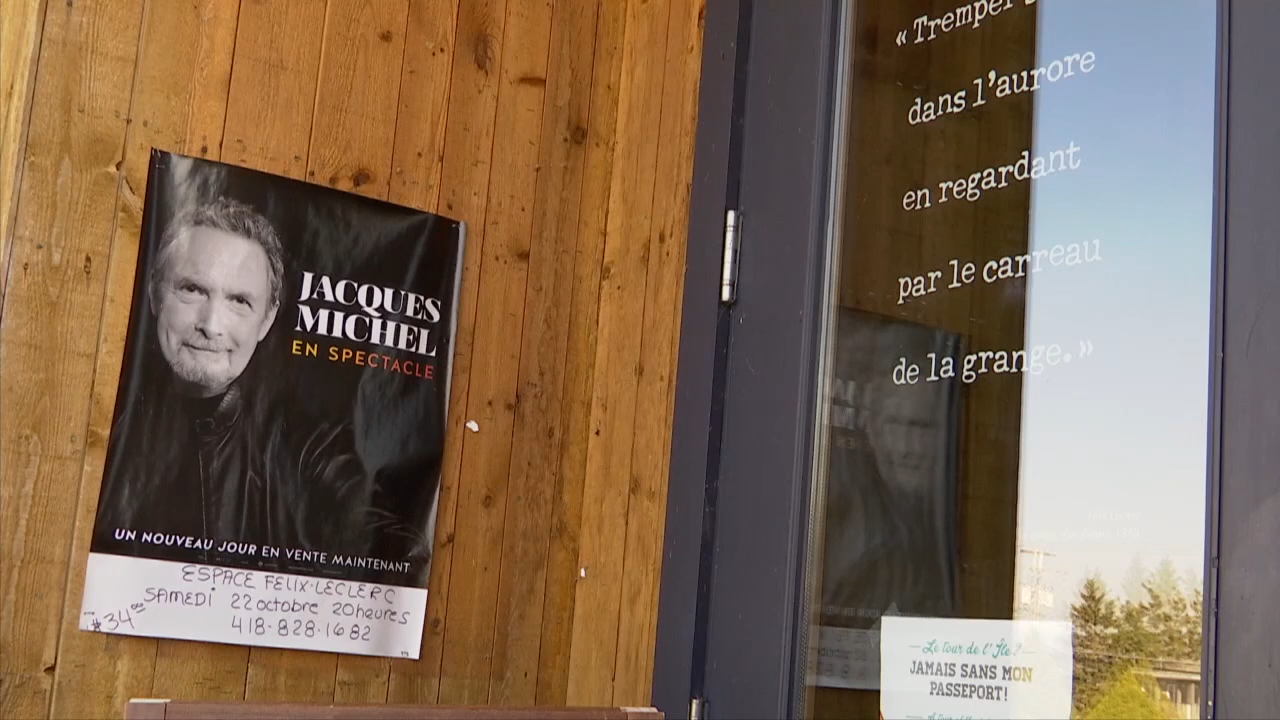 JACQUES
MICHEL
EN SPECTACLE
UN NOUVEAU JOUR EN VENTE MAINTENANT
ESPACE FELIX-LECLERC
SAMEDI 22 octobre 20 heures
$34.00
418-828-1682
« Tremper
dans l'aurore
en regardant
par le carreau
de la grange. »
Le tour de l'Île?
JAMAIS SANS MON
PASSEPORT!